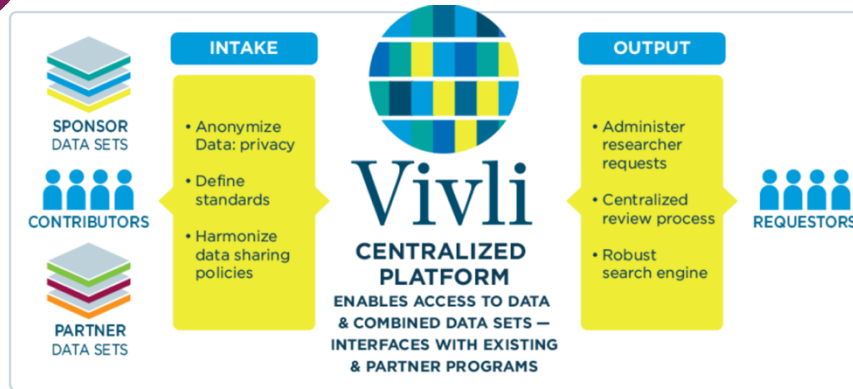 SPONSOR
DATA SETS
CONTRIBUTORS
PARTNER
DATA SETS
INTAKE
• Anonymize
Data: privacy
• Define
standards
• Harmonize
data sharing
policies
Vivli
CENTRALIZED
PLATFORM
ENABLES ACCESS TO DATA
& COMBINED DATA SETS —
INTERFACES WITH EXISTING
& PARTNER PROGRAMS
OUTPUT
• Administer
researcher
requests
• Centralized
review process
• Robust
search engine
REQUESTORS